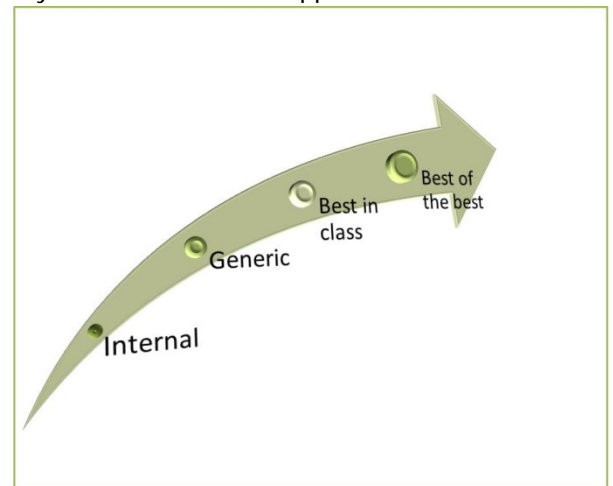 Best of
the best
Best in
class
Generic
Internal